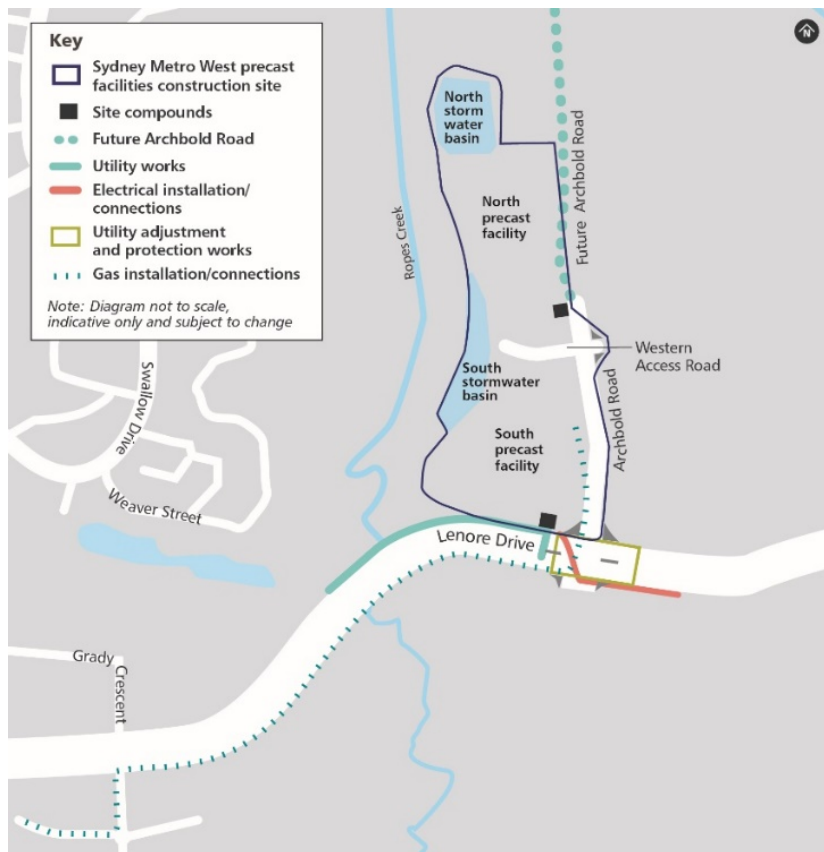 Key
Sydney Metro West precast
facilities construction site
Site compounds
Future Archbold Road
Utility works
Electrical installation/
connections
Utility adjustment
and protection works
Gas installation/connections
Note: Diagram not to scale,
indicative only and subject to change
N
North
storm
water
basin
North
precast
facility
Ropes Creek
Future Archbold Road
Western
Access Road
South
stormwater
basin
Archbold Road
South
precast
facility
Swallow Drive
Weaver Street
Lenore Drive
Grady
Crescent